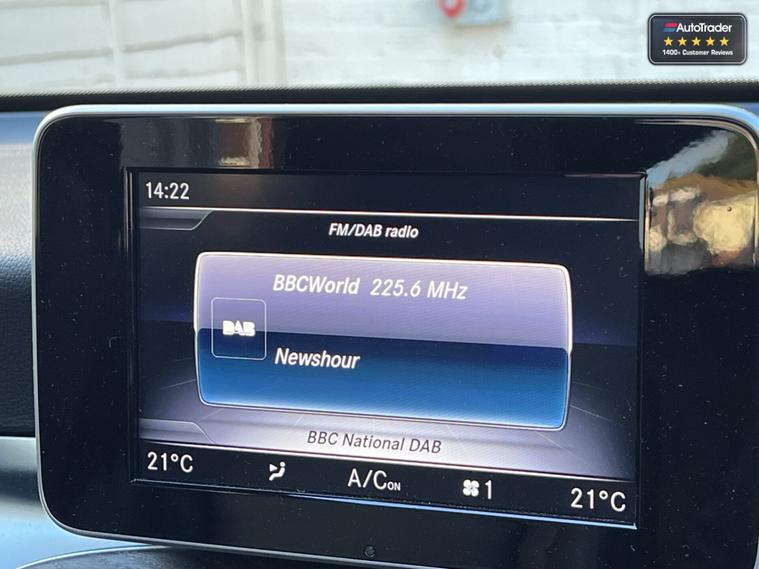 AutoTrader
1400+ Customer Reviews
14:22
FM/DAB radio
BBCWorld 225.6 MHz
DAB
Newshour
BBC National DAB
21°C A/C ON 1 21°C